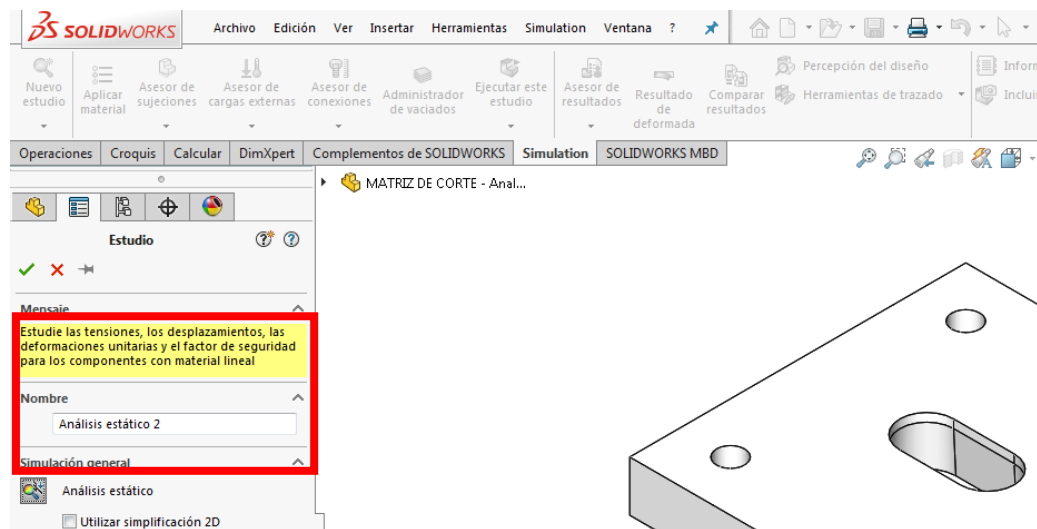 SOLIDWORKS
Archivo Edición Ver Insertar Herramientas Simulation Ventana ?
Nuevo estudio
Aplicar material
Asesor de sujeciones
Asesor de cargas externas
Asesor de conexiones
Administrador de vaciados
Ejecutar este estudio
Asesor de resultados
Resultado de deformada
Comparar resultados
Percepción del diseño
Herramientas de trazado
Inform
Incluir
Operaciones Croquis Calcular DimXpert Complementos de SOLIDWORKS Simulation SOLIDWORKS MBD
MATRIZ DE CORTE - Anal...
Estudio
Mensaje
Estudie las tensiones, los desplazamientos, las
deformaciones unitarias y el factor de seguridad
para los componentes con material lineal
Nombre
Análisis estático 2
Simulación general
Análisis estático
Utilizar simplificación 2D